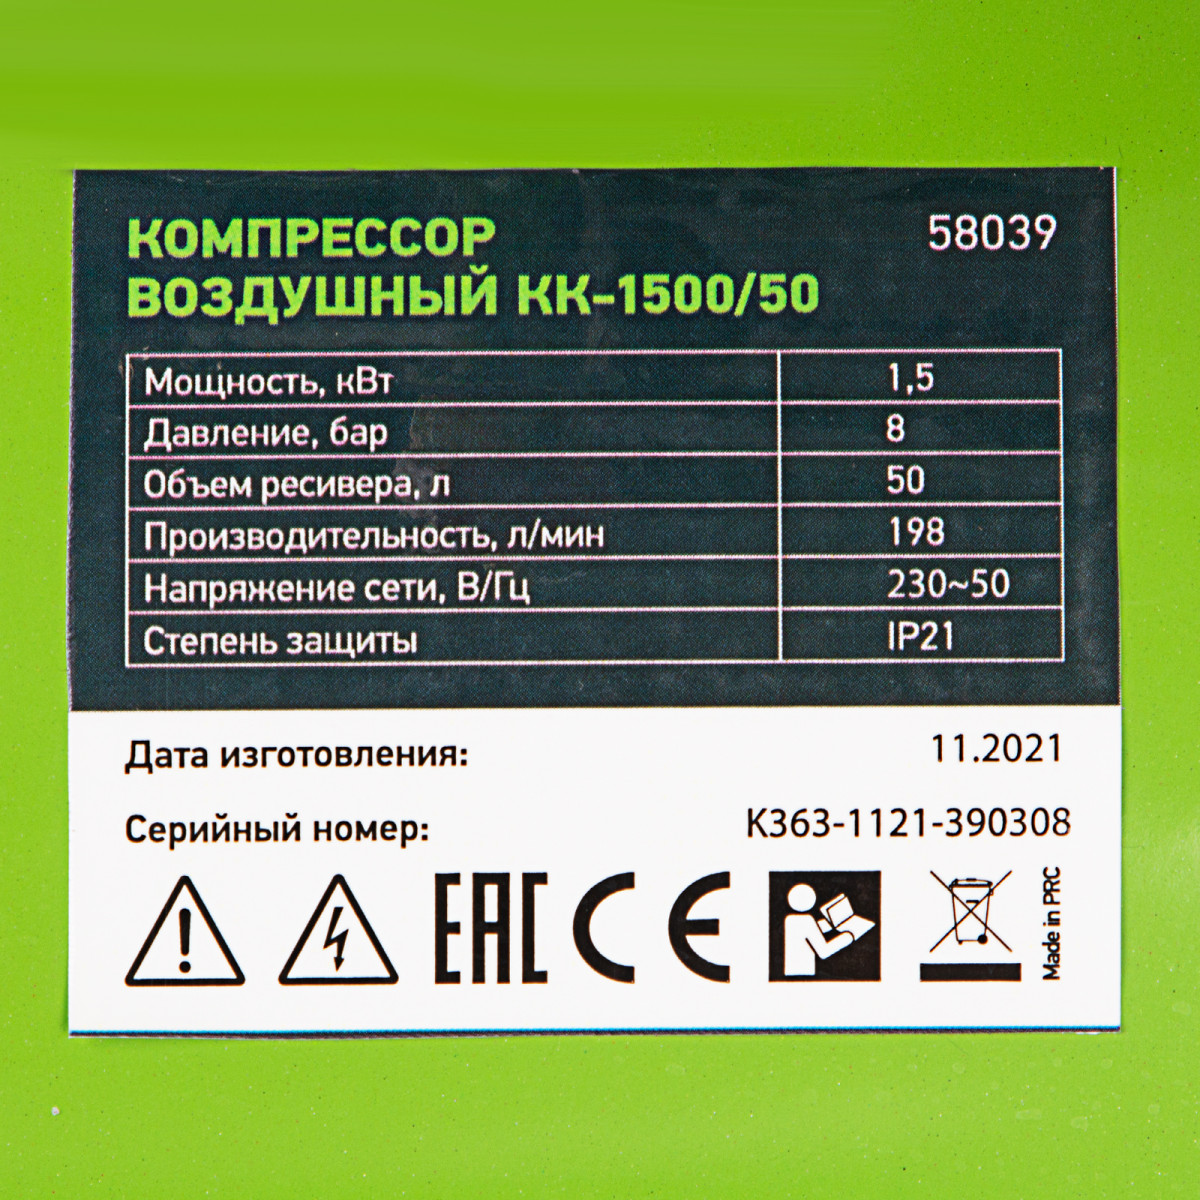 КОМПРЕССОР 58039
ВОЗДУШНЫЙ КК-1500/50
Мощность, кВт 1,5
Давление, бар 8
Объем ресивера, л 50
Производительность, л/мин 198
Напряжение сети, В/Гц 230~50
Степень защиты IP21
Дата изготовления: 11.2021
Серийный номер: K363-1121-390308
EAC CE
Made in PRC